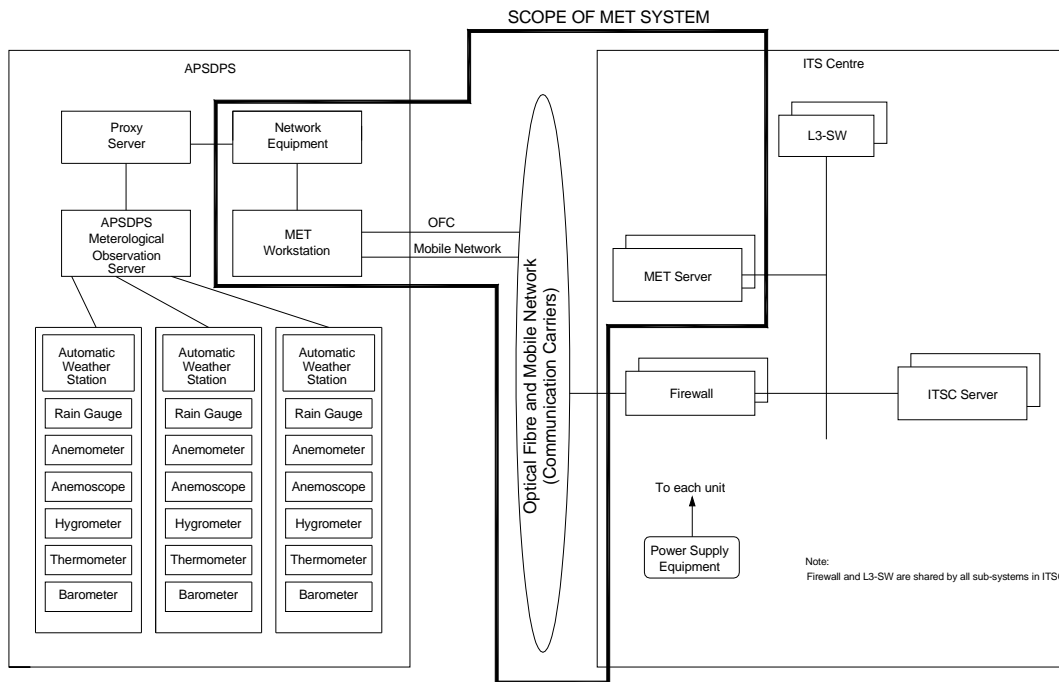 SCOPE OF MET SYSTEM
APSDPS
Proxy
Server
Network
Equipment
APSDPS
Meterological
Observation
Server
MET
Workstation
OFC
Mobile Network
Automatic
Weather
Station
Rain Gauge
Anemometer
Anemoscope
Hygrometer
Thermometer
Barometer
Automatic
Weather
Station
Rain Gauge
Anemometer
Anemoscope
Hygrometer
Thermometer
Barometer
Automatic
Weather
Station
Rain Gauge
Anemometer
Anemoscope
Hygrometer
Thermometer
Barometer
Optical Fibre and Mobile Network
(Communication Carriers)
ITS Centre
L3-SW
MET Server
Firewall
ITSC Server
To each unit
Power Supply
Equipment
Note:
Firewall and L3-SW are shared by all sub-systems in ITSC